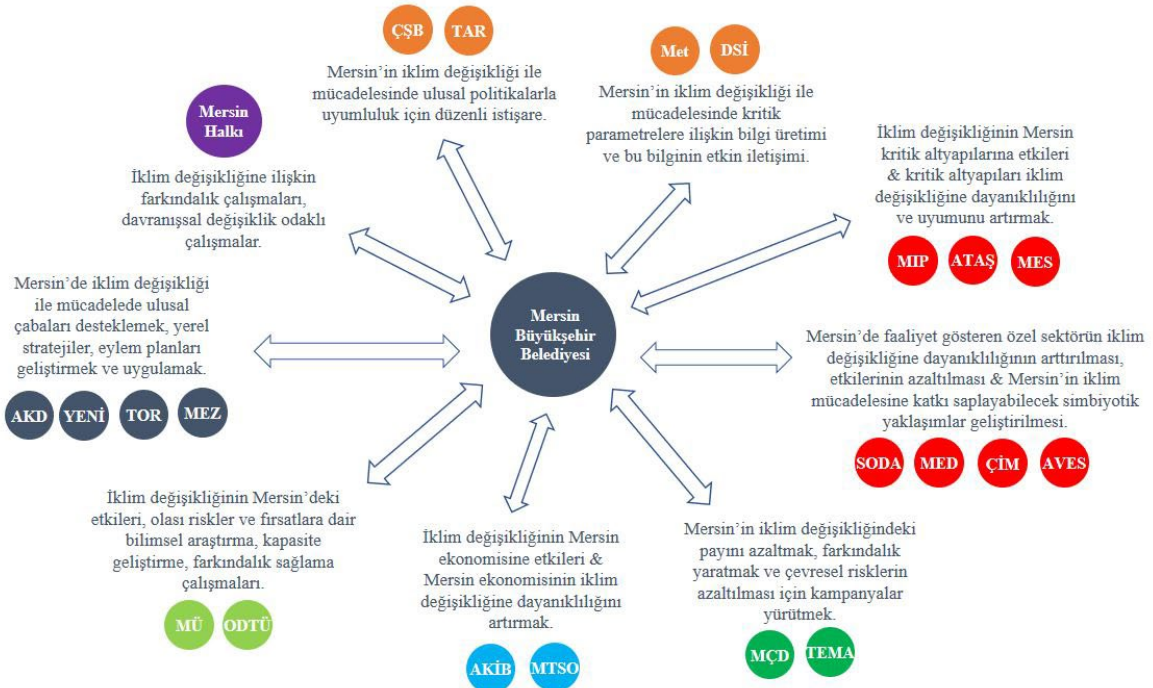 ÇŞB TAR
Mersin’in iklim değişikliği ile
mücadelesinde ulusal politikalarla
uyumluluk için düzenli istişare.
Met DSİ
Mersin’in iklim değişikliği ile
mücadelesinde kritik
parametrelere ilişkin bilgi üretimi
ve bu bilginin etkin iletişimi.
Mersin
Halkı
İklim değişikliğine ilişkin
farkındalık çalışmaları,
davranışsal değişiklik odaklı
çalışmalar.
İklim değişikliğinin Mersin
kritik altyapılarına etkileri
& kritik altyapıları iklim
değişikliğine dayanıklılığını
ve uyumunu artırmak.
MIP ATAŞ MES
Mersin’de iklim değişikliği
ile mücadelede ulusal
çabaları desteklemek, yerel
stratejiler, eylem planları
geliştirmek ve uygulamak.
AKD YENİ TOR MEZ
Mersin
Büyükşehir
Belediyesi
Mersin’de faaliyet gösteren özel sektörün iklim
değişikliğine dayanıklılığının arttırılması,
etkilerinin azaltılması & Mersin’in iklim
mücadelesine katkı saplayabilecek simbiyotik
yaklaşımlar geliştirilmesi.
SODA MED ÇİM AVES
İklim değişikliğinin Mersin’deki
etkileri, olası riskler ve fırsatlara dair
bilimsel araştırma, kapasite
geliştirme, farkındalık sağlama
çalışmaları.
MÜ ODTÜ
İklim değişikliğinin Mersin
ekonomisine etkileri &
Mersin ekonomisinin iklim
değişikliğine dayanıklılığını
artırmak.
AKİB MTSO
Mersin’in iklim değişikliğindeki
payını azaltmak, farkındalık
yaratmak ve çevresel risklerin
azaltılması için kampanyalar
yürütmek.
MÇD TEMA